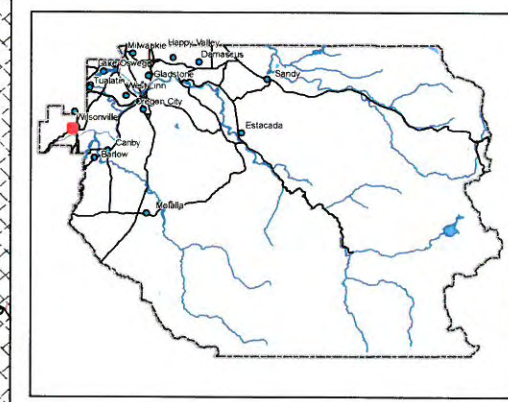 Milwaukie
Happy Valley
Damascus
Lake Oswego
Gladstone
Sandy
Tualatin
West Linn
Oregon City
Wilsonville
Estacada
Canby
Barlow
Molalla